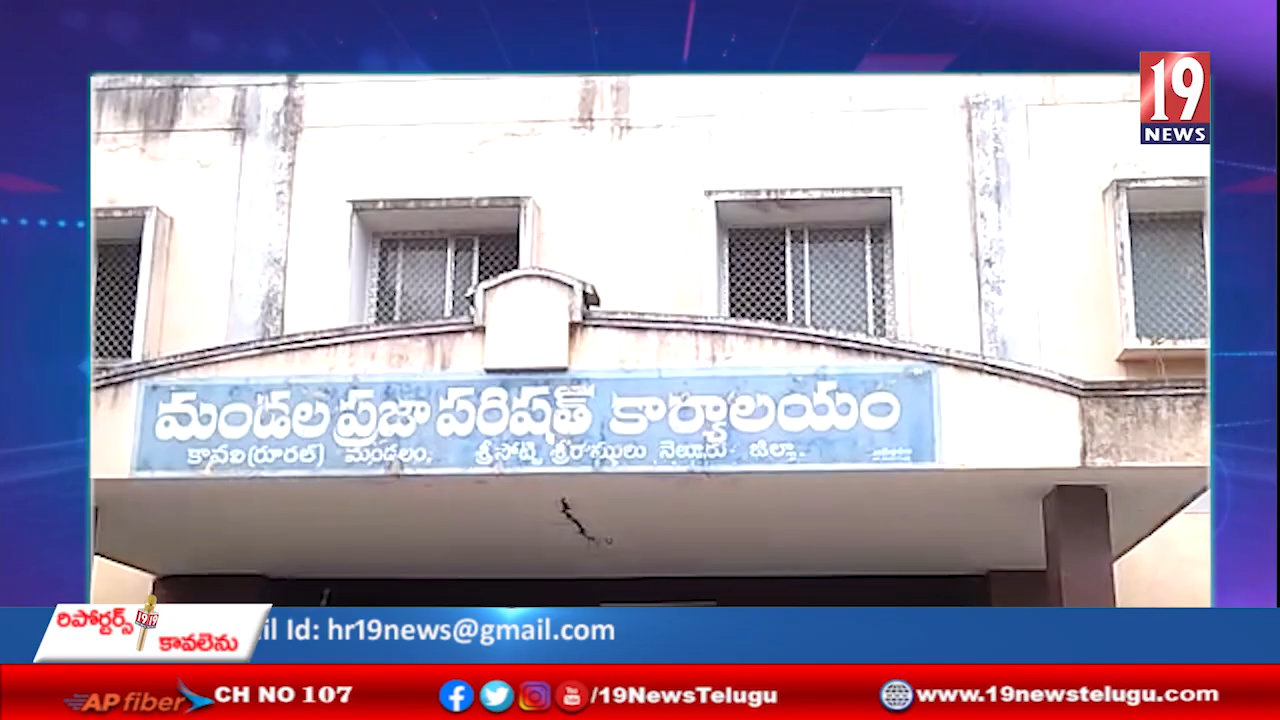 19
NEWS
మండల ప్రజా పరిషత్ కార్యాలయం
కావలి (రూరల్) మండలం, శ్రీ పొట్టి శ్రీరాములు నెల్లూరు జిల్లా.
రిపోర్టర్స్
కావలెను
il Id: hr19news@gmail.com
AP fiber CH NO 107 /19NewsTelugu www.19newstelugu.com